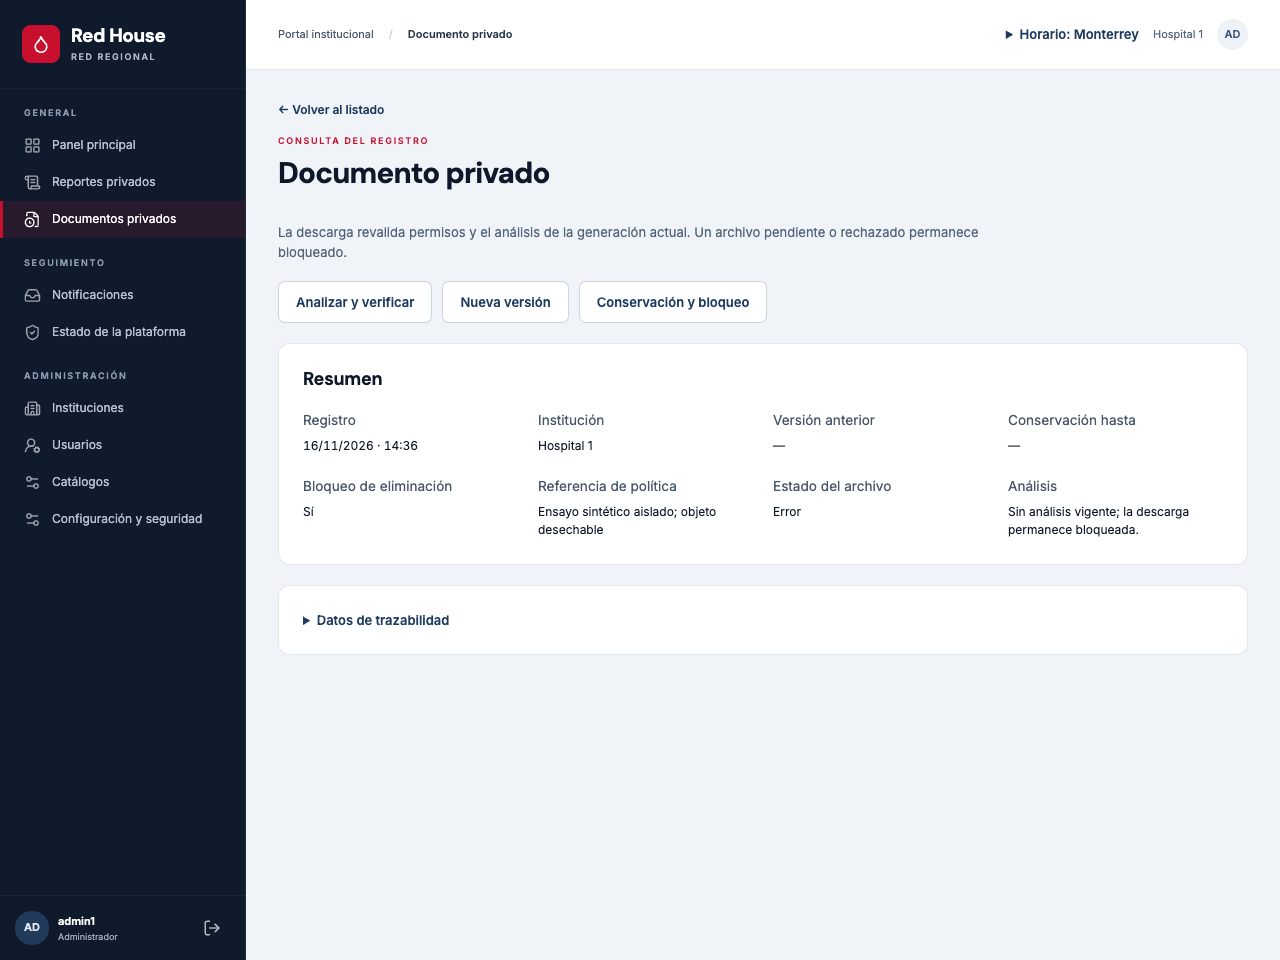 Red House
RED REGIONAL
GENERAL
Panel principal
Reportes privados
Documentos privados
SEGUIMIENTO
Notificaciones
Estado de la plataforma
ADMINISTRACIÓN
Instituciones
Usuarios
Catálogos
Configuración y seguridad
AD
admin1
Administrador
Portal institucional / Documento privado
Horario: Monterrey
Hospital 1
AD
← Volver al listado
CONSULTA DEL REGISTRO
Documento privado
La descarga revalida permisos y el análisis de la generación actual. Un archivo pendiente o rechazado permanece
bloqueado.
Analizar y verificar
Nueva versión
Conservación y bloqueo
Resumen
Registro
16/11/2026 · 14:36
Institución
Hospital 1
Versión anterior
—
Conservación hasta
—
Bloqueo de eliminación
Sí
Referencia de política
Ensayo sintético aislado; objeto
desechable
Estado del archivo
Error
Análisis
Sin análisis vigente; la descarga
permanece bloqueada.
Datos de trazabilidad